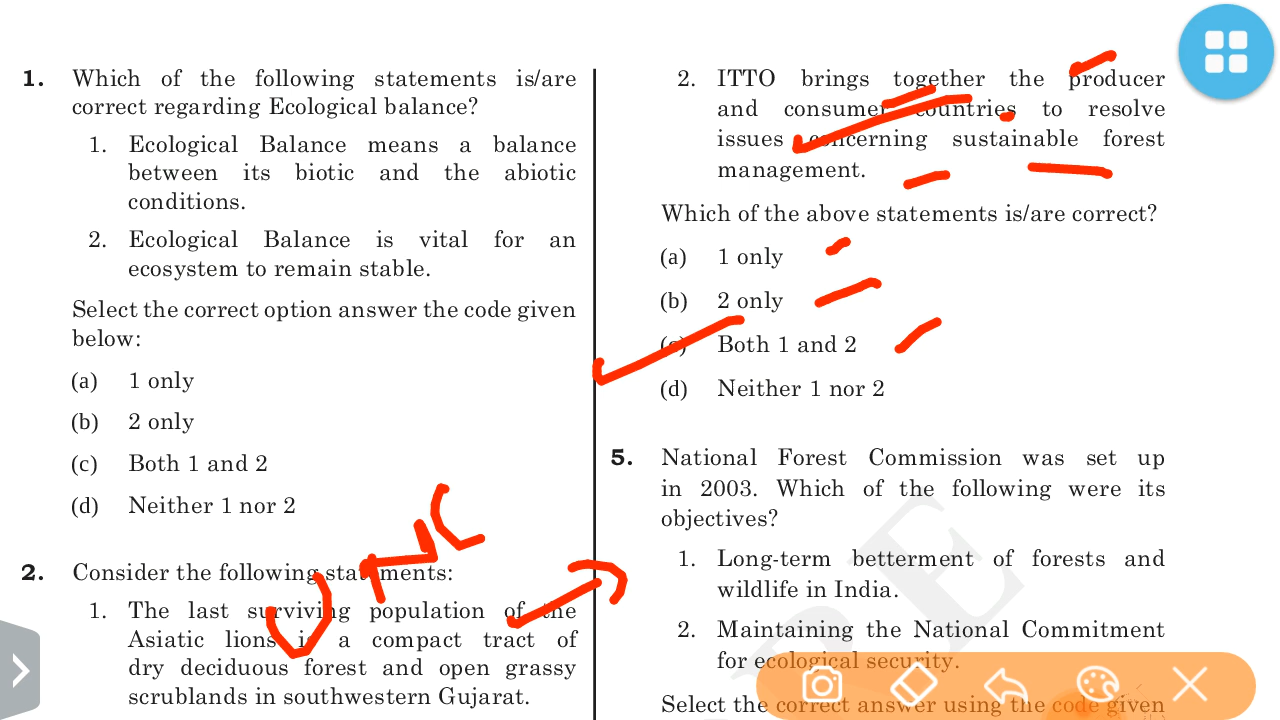 1. Which of the following statements is/are
correct regarding Ecological balance?
1. Ecological Balance means a balance
between its biotic and the abiotic
conditions.
2. Ecological Balance is vital for an
ecosystem to remain stable.
Select the correct option answer the code given
below:
(a) 1 only
(b) 2 only
(c) Both 1 and 2
(d) Neither 1 nor 2
2. Consider the following statements:
1. The last surviving population of the
Asiatic lions is a compact tract of
dry deciduous forest and open grassy
scrublands in southwestern Gujarat.
2. ITTO brings together the producer
and consumer countries to resolve
issues concerning sustainable forest
management.
Which of the above statements is/are correct?
(a) 1 only
(b) 2 only
(c) Both 1 and 2
(d) Neither 1 nor 2
5. National Forest Commission was set up
in 2003. Which of the following were its
objectives?
1. Long-term betterment of forests and
wildlife in India.
2. Maintaining the National Commitment
for ecological security.
Select the correct answer using the code given